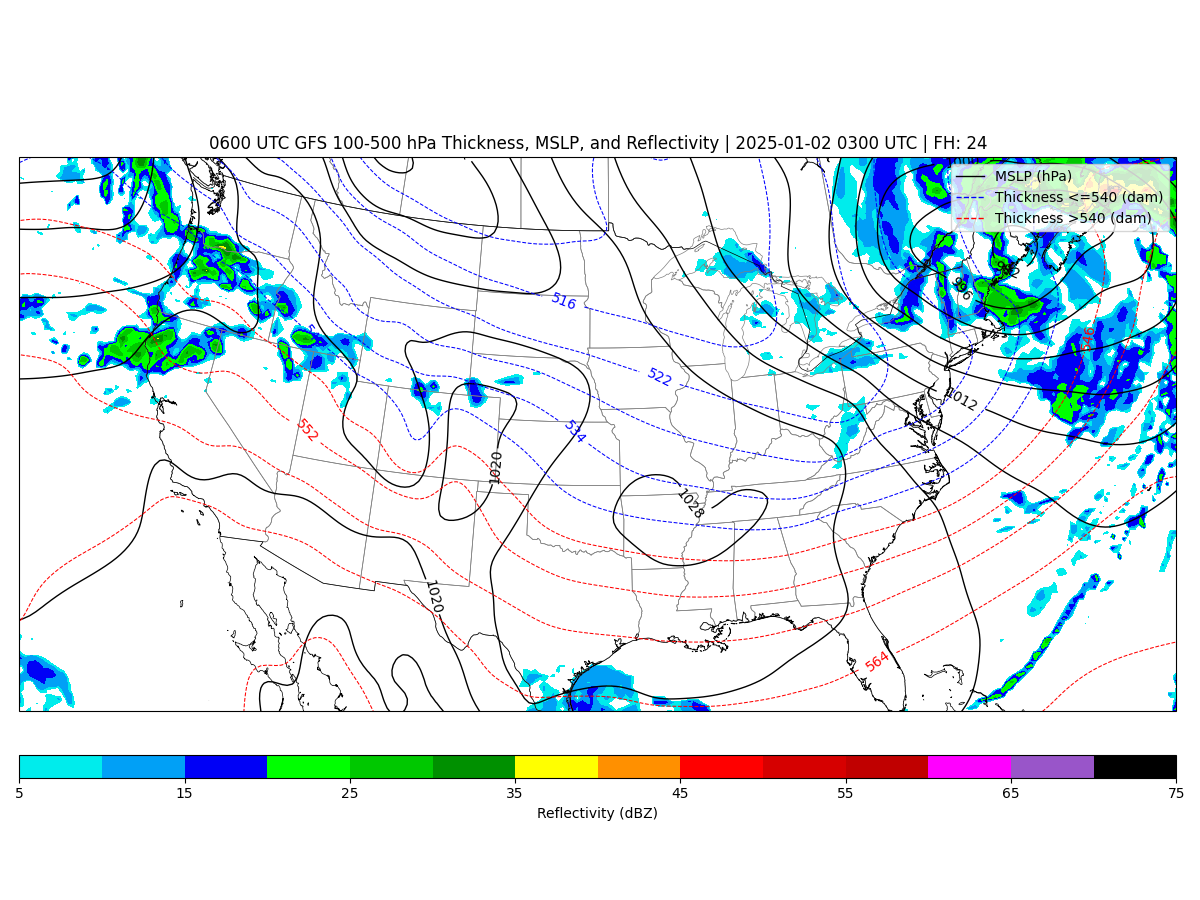 0600 UTC GFS 100-500 hPa Thickness, MSLP, and Reflectivity | 2025-01-02 0300 UTC | FH: 24
MSLP (hPa)
Thickness <=540 (dam)
Thickness >540 (dam)
996
516
546
522
1012
552
534
1020
1028
1020
564
5 15 25 35 45 55 65 75
Reflectivity (dBZ)